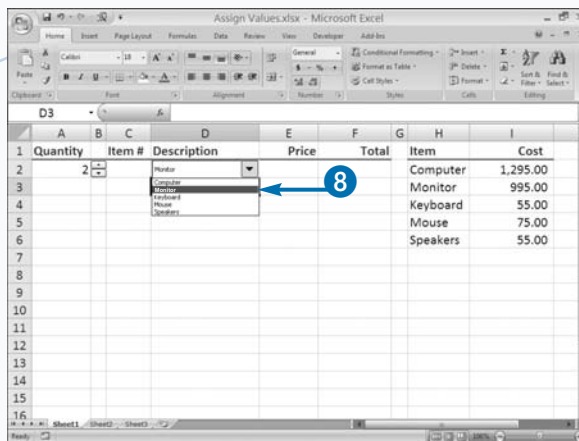 Assign Values.xlsx - Microsoft Excel
Home Insert Page Layout Formulas Data Review View Developer Add-Ins
Calibri 18 A A General Conditional Formatting Insert Σ
Paste B I U A $ % , Format as Table Delete Sort & Filter Find & Select
Cell Styles Format
Clipboard Font Alignment Number Styles Cells Editing
D3 fx
A B C D E F G H I
1 Quantity Item # Description Price Total Item Cost
2 2 Monitor Computer 1,295.00
Computer
3 Monitor 8 Monitor 995.00
Keyboard
4 Mouse Keyboard 55.00
Speakers
5 Mouse 75.00
6 Speakers 55.00
7
8
9
10
11
12
13
14
15
16
Sheet1 Sheet2 Sheet3
Ready 100%